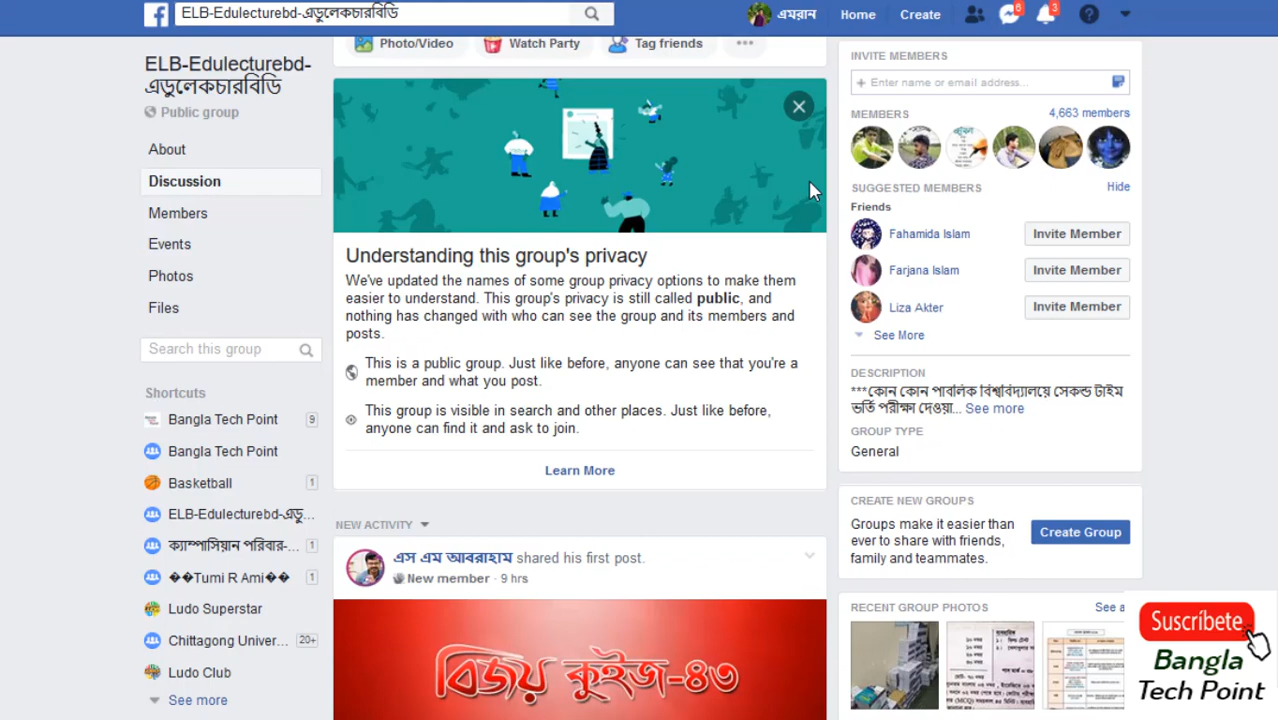 ELB-Edulecturebd-এডুলেকচারবিডি
এমরান
Home
Create
6
3
ELB-Edulecturebd-
এডুলেকচারবিডি
Public group
About
Discussion
Members
Events
Photos
Files
Search this group
Shortcuts
Bangla Tech Point 9
Bangla Tech Point
Basketball 1
ELB-Edulecturebd-এডু...
ক্যাম্পাসিয়ান পরিবার-... 1
��Tumi R Ami�� 1
Ludo Superstar
Chittagong Univer... 20+
Ludo Club
See more
Photo/Video
Watch Party
Tag friends
Understanding this group's privacy
We've updated the names of some group privacy options to make them
easier to understand. This group's privacy is still called public, and
nothing has changed with who can see the group and its members and
posts.
This is a public group. Just like before, anyone can see that you're a
member and what you post.
This group is visible in search and other places. Just like before,
anyone can find it and ask to join.
Learn More
NEW ACTIVITY
এস এম আবরাহাম shared his first post.
New member · 9 hrs
বিজয় কুইজ-৪৩
INVITE MEMBERS
+ Enter name or email address...
MEMBERS
4,663 members
SUGGESTED MEMBERS
Hide
Friends
Fahamida Islam
Invite Member
Farjana Islam
Invite Member
Liza Akter
Invite Member
See More
DESCRIPTION
***কোন কোন পাবলিক বিশ্ববিদ্যালয়ে সেকন্ড টাইম
ভর্তি পরীক্ষা দেওয়া... See more
GROUP TYPE
General
CREATE NEW GROUPS
Groups make it easier than
ever to share with friends,
family and teammates.
Create Group
RECENT GROUP PHOTOS
See a
Suscríbete
Bangla
Tech Point